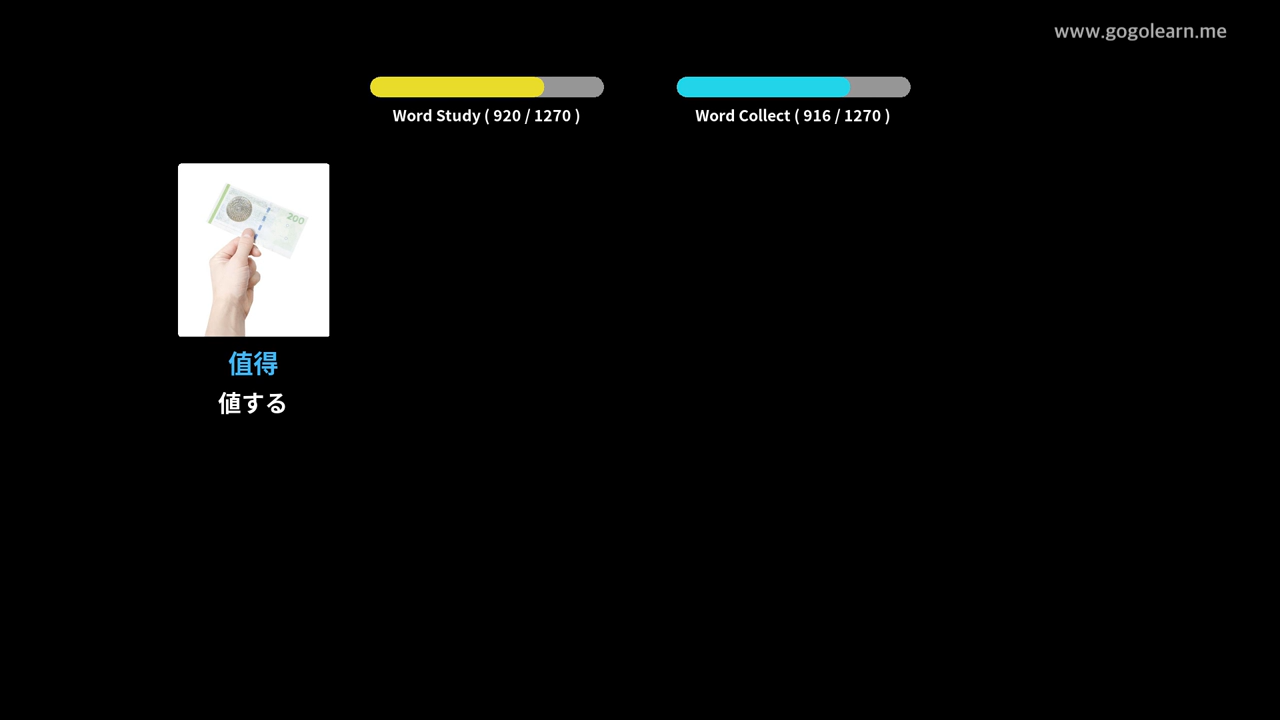 www.gogolearn.me
Word Study ( 920 / 1270 )
Word Collect ( 916 / 1270 )
200
值得
値する